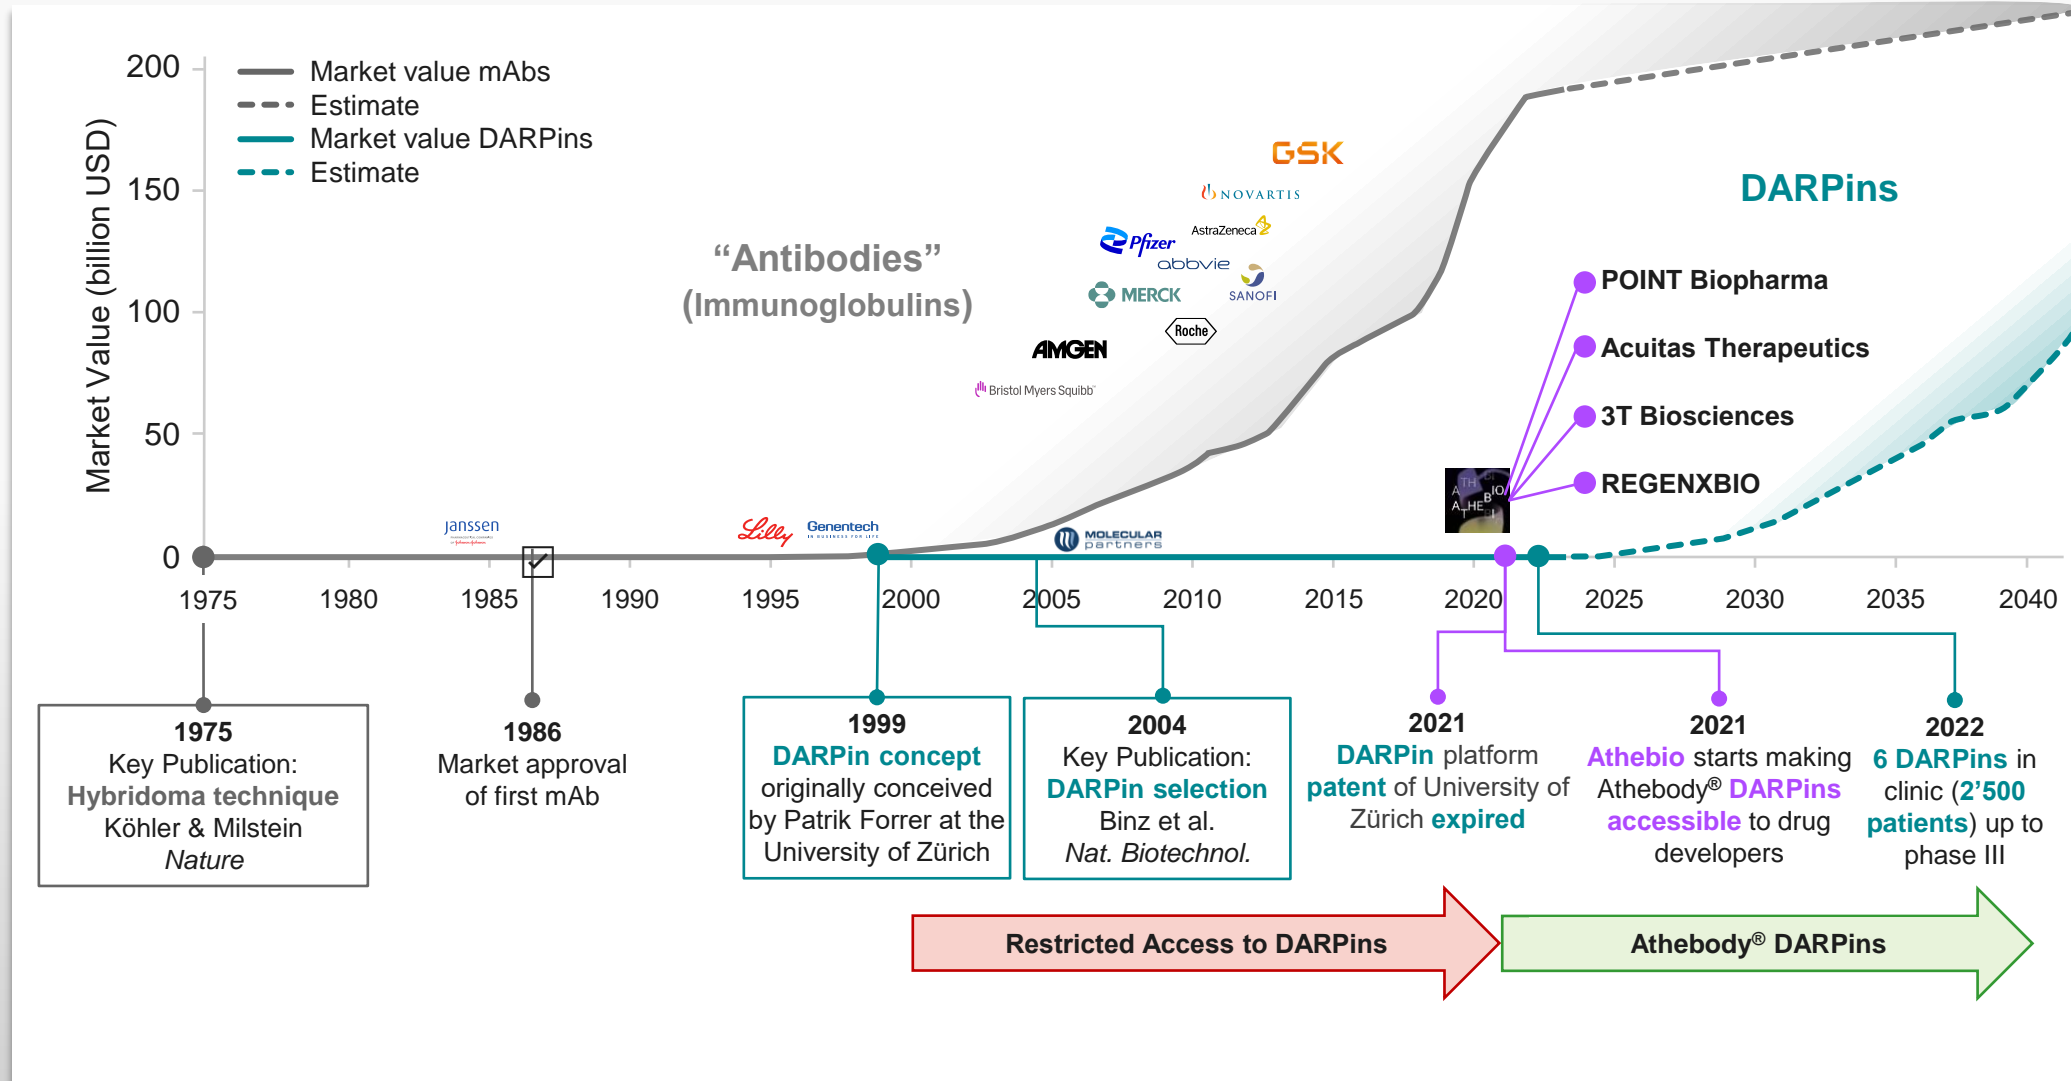 200
150
100
50
0
Market Value (billion USD)
Market value mAbs
Estimate
Market value DARPins
Estimate
“Antibodies”
(Immunoglobulins)
GSK
NOVARTIS
AstraZeneca
Pfizer
abbvie
SANOFI
MERCK
Roche
AMGEN
Bristol Myers Squibb
Janssen
Lilly
Genentech
IN BUSINESS FOR LIFE
MOLECULAR
partners
DARPins
POINT Biopharma
Acuitas Therapeutics
3T Biosciences
REGENXBIO
1975
1980
1985
1990
1995
2000
2005
2010
2015
2020
2025
2030
2035
2040
1975
Key Publication:
Hybridoma technique
Köhler & Milstein
Nature
1986
Market approval
of first mAb
1999
DARPin concept
originally conceived
by Patrik Forrer at the
University of Zürich
2004
Key Publication:
DARPin selection
Binz et al.
Nat. Biotechnol.
2021
DARPin platform
patent of University of
Zürich expired
2021
Athebio starts making
Athebody® DARPins
accessible to drug
developers
2022
6 DARPins in
clinic (2’500
patients) up to
phase III
Restricted Access to DARPins
Athebody® DARPins